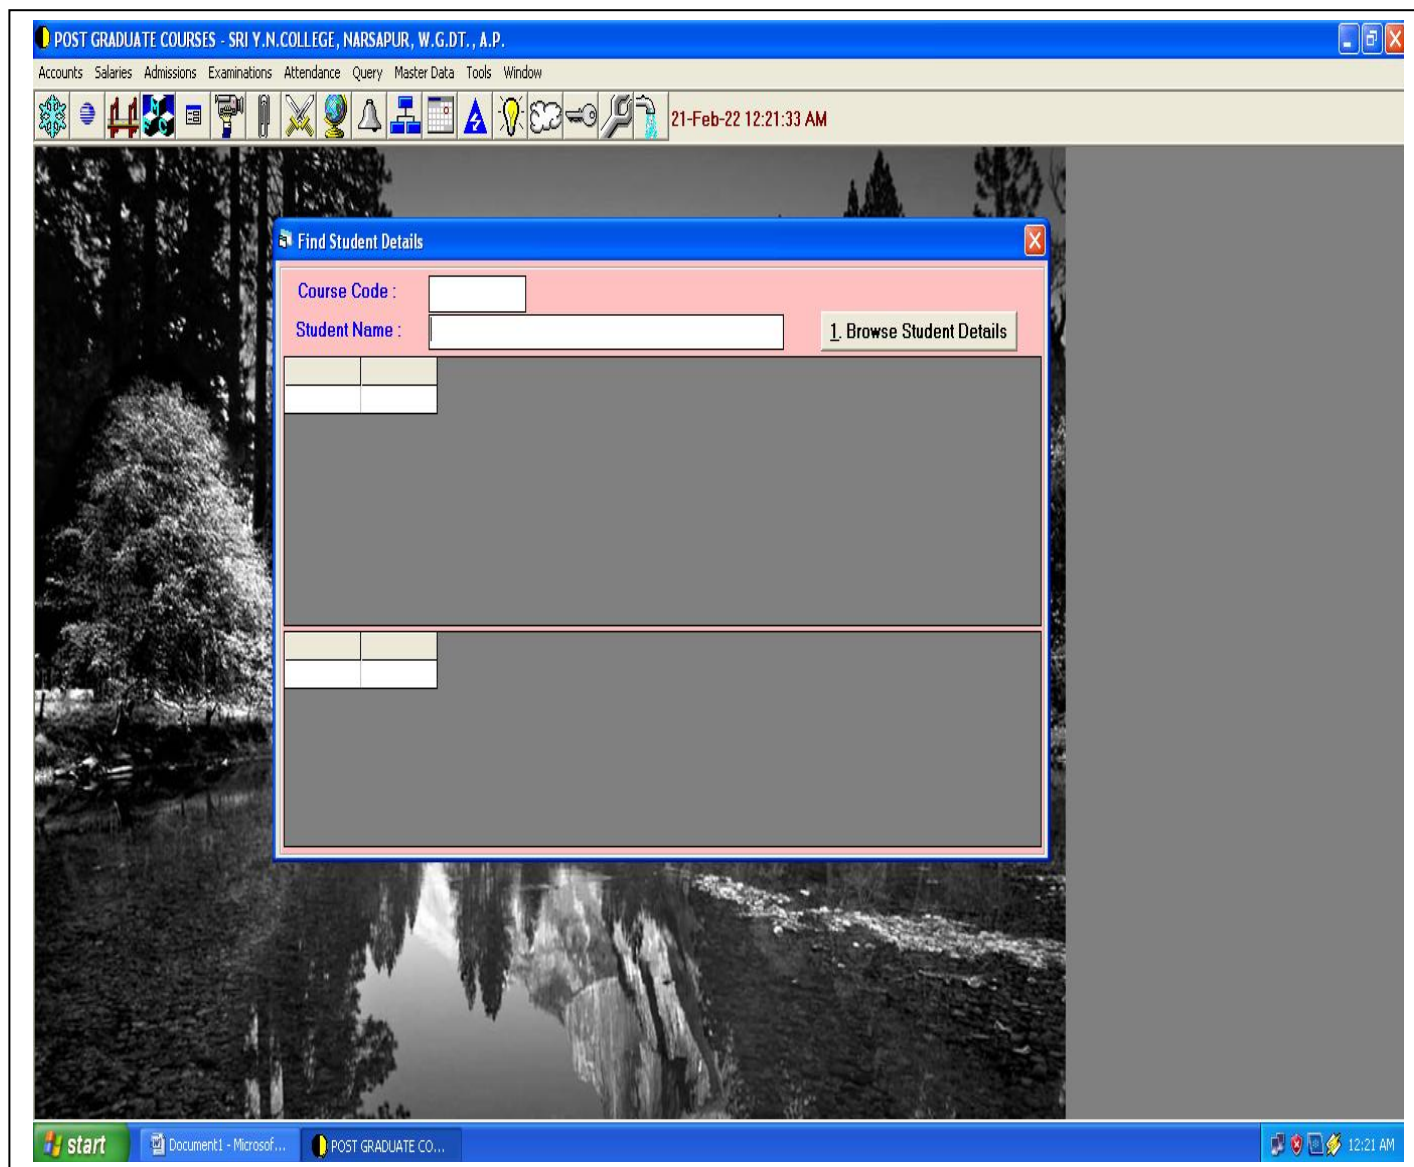 POST GRADUATE COURSES - SRI Y.N.COLLEGE, NARSAPUR, W.G.DT., A.P.
Accounts Salaries Admissions Examinations Attendance Query Master Data Tools Window
21-Feb-22 12:21:33 AM
Find Student Details
Course Code :
Student Name :
1. Browse Student Details
start
Document1 - Microsof...
POST GRADUATE CO...
12:21 AM